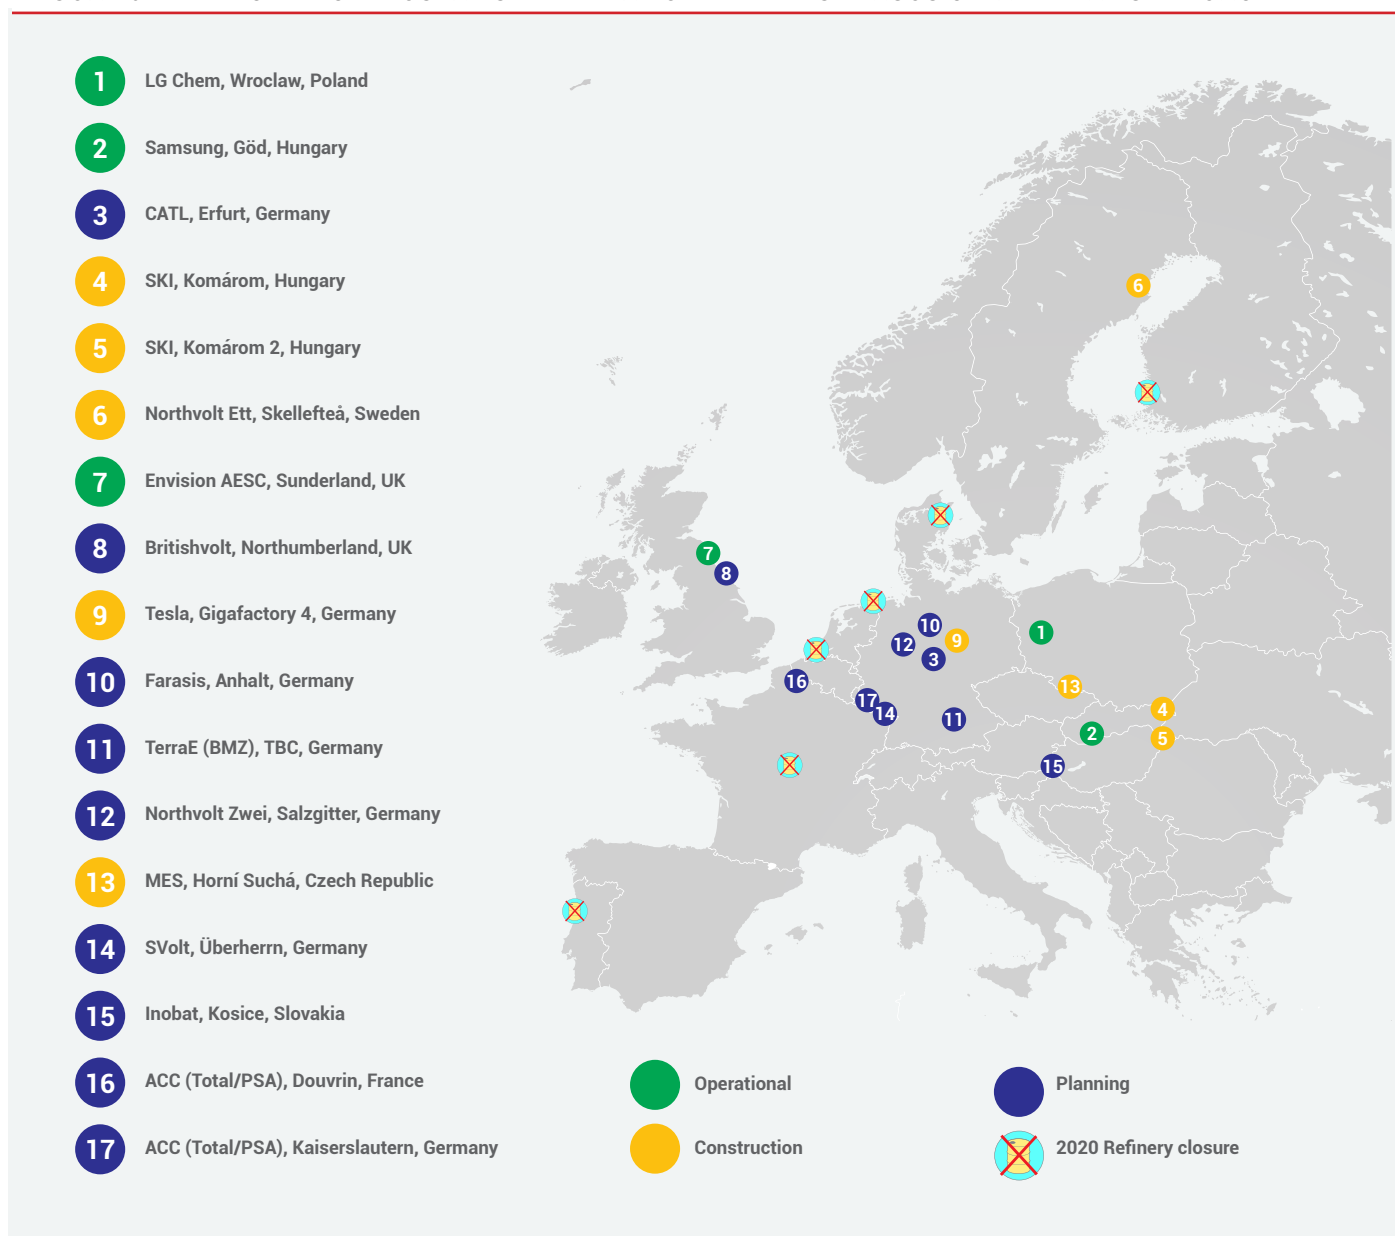 1 LG Chem, Wroclaw, Poland
2 Samsung, Göd, Hungary
3 CATL, Erfurt, Germany
4 SKI, Komárom, Hungary
5 SKI, Komárom 2, Hungary
6 Northvolt Ett, Skellefteå, Sweden
7 Envision AESC, Sunderland, UK
8 Britishvolt, Northumberland, UK
9 Tesla, Gigafactory 4, Germany
10 Farasis, Anhalt, Germany
11 TerraE (BMZ), TBC, Germany
12 Northvolt Zwei, Salzgitter, Germany
13 MES, Horní Suchá, Czech Republic
14 SVolt, Überherrn, Germany
15 Inobat, Kosice, Slovakia
16 ACC (Total/PSA), Douvrin, France
17 ACC (Total/PSA), Kaiserslautern, Germany
6
7
8
10
1
12
9
3
16
13
17
14
11
4
2
5
15
Operational
Planning
Construction
2020 Refinery closure